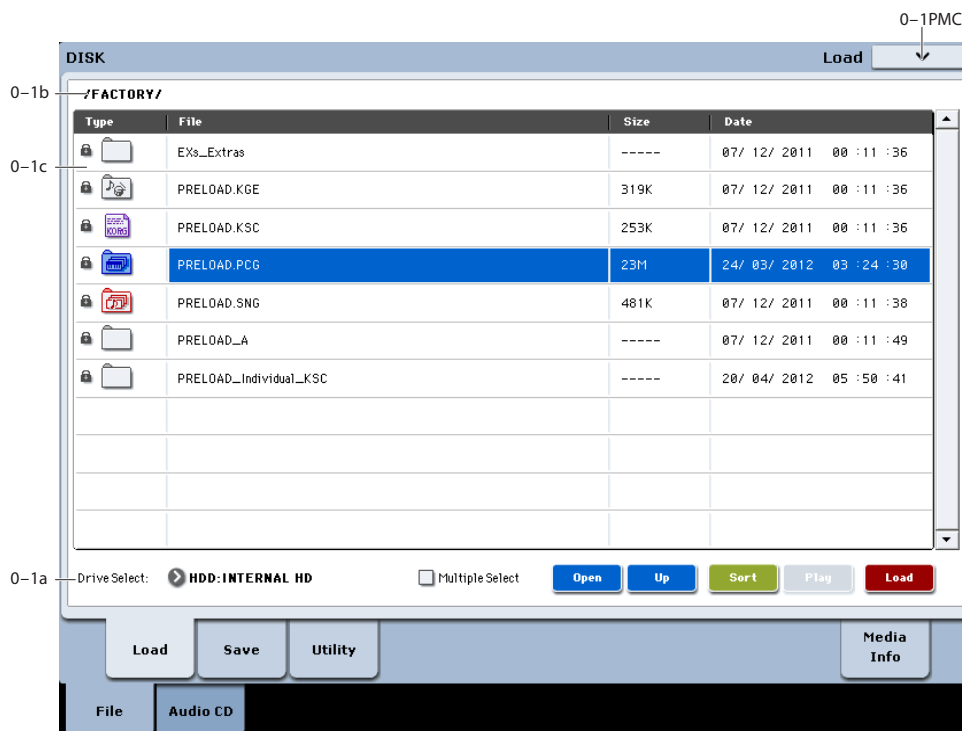 0–1PMC
DISK Load
0–1b /FACTORY/
Type File Size Date
0–1c
EXs_Extras ----- 07/ 12/ 2011 00 :11 :36
PRELOAD.KGE 319K 07/ 12/ 2011 00 :11 :36
KORG PRELOAD.KSC 253K 07/ 12/ 2011 00 :11 :36
PRELOAD.PCG 23M 24/ 03/ 2012 03 :24 :30
PRELOAD.SNG 481K 07/ 12/ 2011 00 :11 :38
PRELOAD_A ----- 07/ 12/ 2011 00 :11 :49
PRELOAD_Individual_KSC ----- 20/ 04/ 2012 05 :50 :41
0–1a Drive Select: HDD:INTERNAL HD Multiple Select Open Up Sort Play Load
Load Save Utility Media
Info
File Audio CD